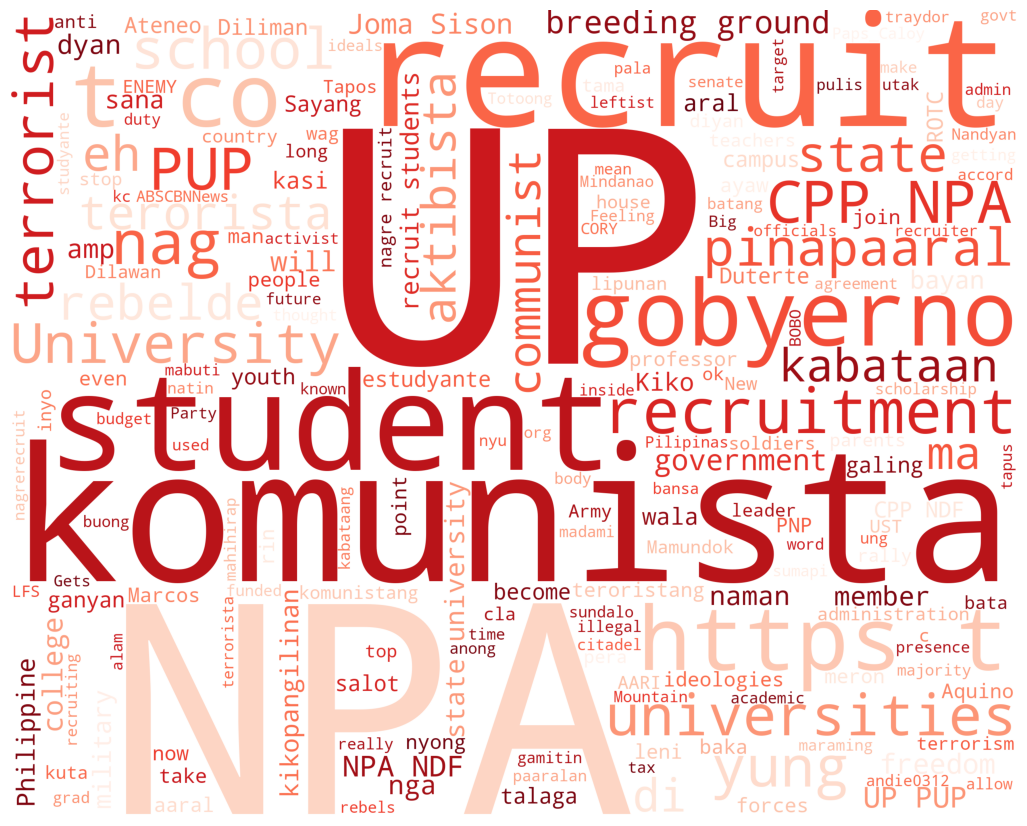 anti
Ateneo
Diliman
Joma Sison
breeding ground
traydor
govt
dyan
school
recruit
ideals
Tapos
pala
senate
target
pulis
utak
make
admin
terrorist
ENEMY
t co
sana
duty
Sayang
tama
Totoong
leftist
aral
day
ROTC
Nandyan
country
wag
diyan
teachers
campus
state
getting
studyante
eh
PUP
stop
long
kasi
nagre recruit
recruit students
aktibista
UP
communist
mean
Mindanao
house
Feeling
CORY
ayaw
batang
Big
accord
CPP NPA
join
kc
ABSCBNNews
terorista
nag
man
activist
amp
will
officials
recruiter
pinapaaral
Dilawan
people
future
lipunan
Duterte
agreement
bayan
rebelde
thought
gobyerno
BOBO
University
professor
kabataan
even
mabuti
natin
youth
known
estudyante
inside
Kiko
ok
New
scholarship
inyo
budget
Party
used
student
nyu
org
recruitment
Pilipinas
soldiers
parents
ma
nagrerecruit
komunista
body
government
galing
bansa
tapus
buong
point
Army
madami
wala
leader
PNP
word
CPP NDF
UST
ung
rally
Mamundok
sumapi
rin
kabataang
state university
LFS
Gets
ganyan
Marcos
mahihirap
funded
komunistang
become
teroristang
naman
member
bata
cla
time
anong
sundalo
illegal
citadel
pera
administration
c
presence
majority
alam
terrorista
kikopangilinan
NPA
https t
college
recruiting
top
salot
AARI
ideologies
meron
Mountain
academic
Aquino
Philippine
military
universities
kuta
grad
now
take
aaral
really
NPA NDF
rebels
nyong
nga
gamitin
paaralan
talaga
tax
di
leni
baka
maraming
yung
forces
freedom
terrorism
andie0312
allow
UP PUP